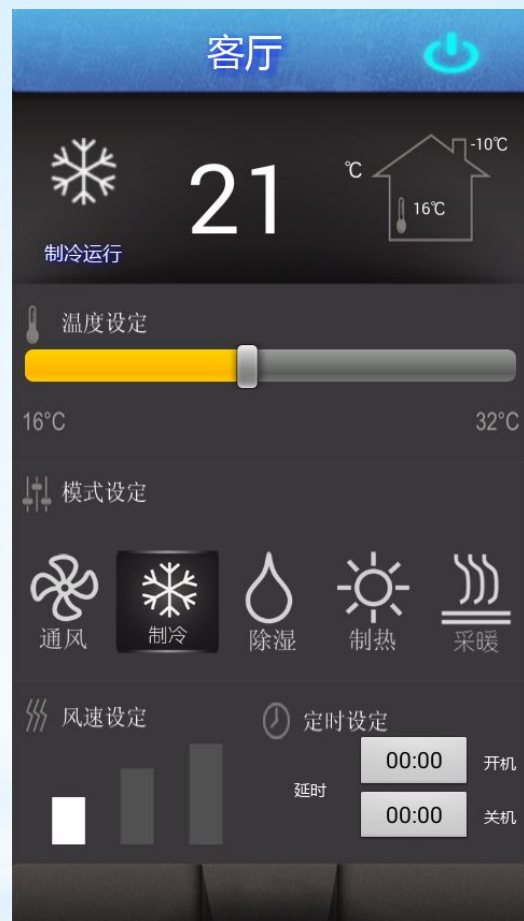 客厅
-10℃
21 ℃
16℃
制冷运行
温度设定
16°C 32°C
模式设定
通风 制冷 除湿 制热 采暖
风速设定 定时设定
00:00 开机
延时
00:00 关机